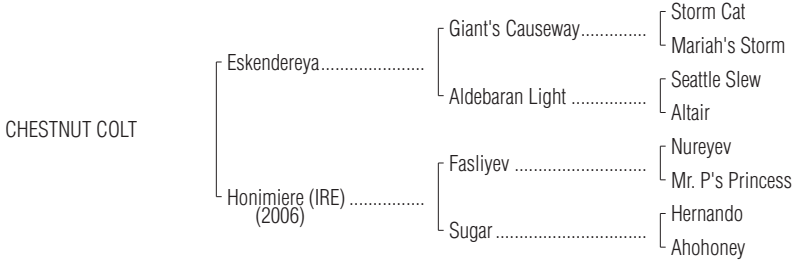 Storm Cat
Giant's Causeway..............
Mariah's Storm
Eskendereya......................
Seattle Slew
Aldebaran Light ................
Altair
CHESTNUT COLT
Nureyev
Fasliyev ............................
Mr. P's Princess
Honimiere (IRE) ................
(2006)
Hernando
Sugar ................................
Ahohoney